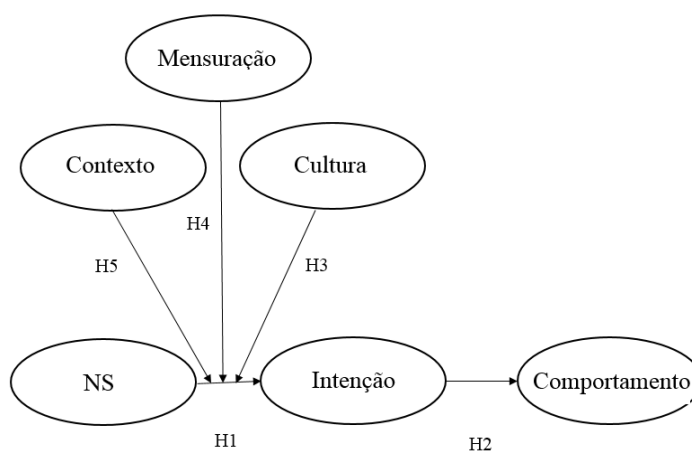 Mensuração
Contexto
Cultura
H4
H5
H3
NS
Intenção
Comportamento
H1
H2